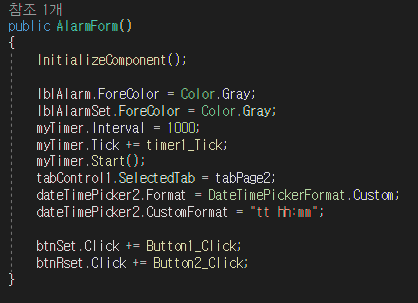 참조 1개
public AlarmForm()
{
InitializeComponent();
lblAlarm.ForeColor = Color.Gray;
lblAlarmSet.ForeColor = Color.Gray;
myTimer.Interval = 1000;
myTimer.Tick += timer1_Tick;
myTimer.Start();
tabControl1.SelectedTab = tabPage2;
dateTimePicker2.Format = DateTimePickerFormat.Custom;
dateTimePicker2.CustomFormat = "tt hh:mm";
btnSet.Click += Button1_Click;
btnRset.Click += Button2_Click;
}